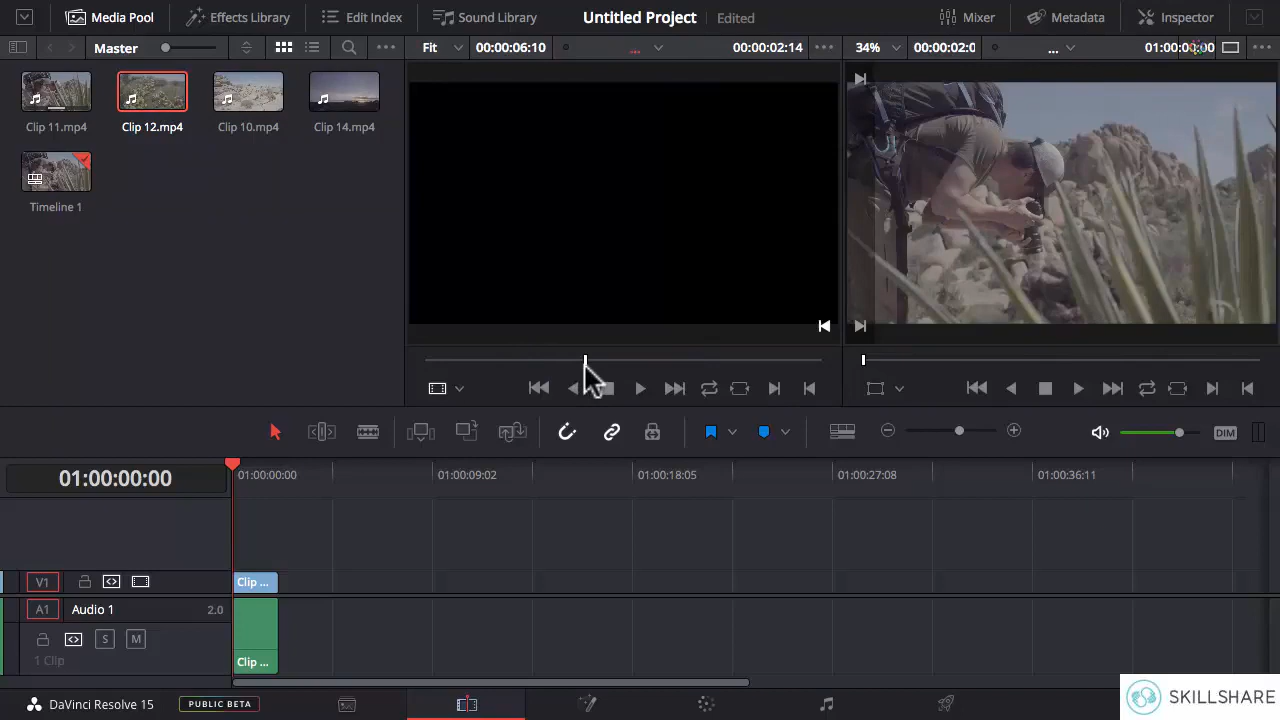 Media Pool Effects Library Edit Index Sound Library Untitled Project Edited Mixer Metadata Inspector
Master Fit 00:00:06:10 ... 00:00:02:14 34% 00:00:02:0 ... 01:00:00:00
Clip 11.mp4 Clip 12.mp4 Clip 10.mp4 Clip 14.mp4
Timeline 1
DIM
01:00:00:00 01:00:00:00 01:00:09:02 01:00:18:05 01:00:27:08 01:00:36:11
V1 Clip ...
A1 Audio 1 2.0
S M
1 Clip Clip ...
DaVinci Resolve 15 PUBLIC BETA
SKILLSHARE